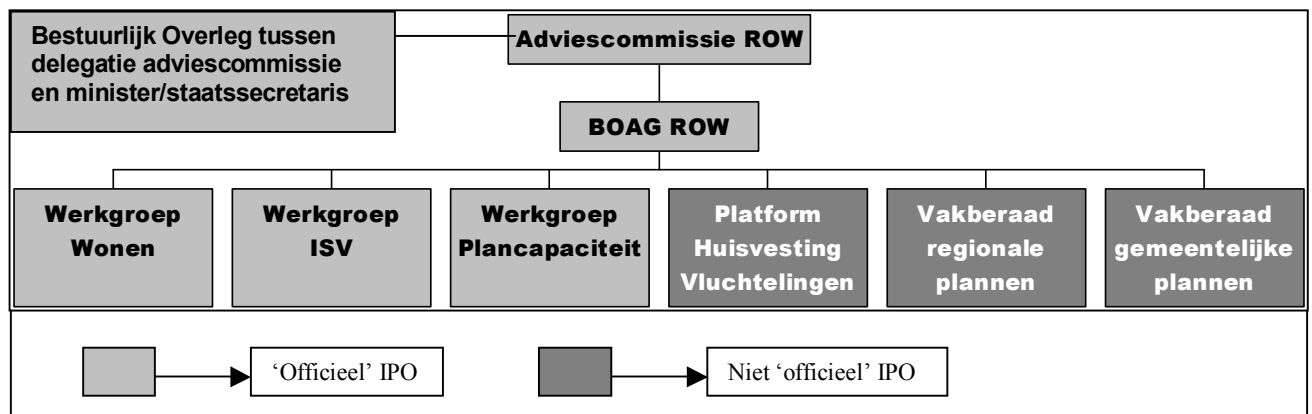 Bestuurlijk Overleg tussen
delegatie adviescommissie
en minister/staatssecretaris
Adviescommissie ROW
BOAG ROW
Werkgroep
Wonen
Werkgroep
ISV
Werkgroep
Plancapaciteit
Platform
Huisvesting
Vluchtelingen
Vakberaad
regionale
plannen
Vakberaad
gemeentelijke
plannen
‘Officieel’ IPO
Niet ‘officieel’ IPO